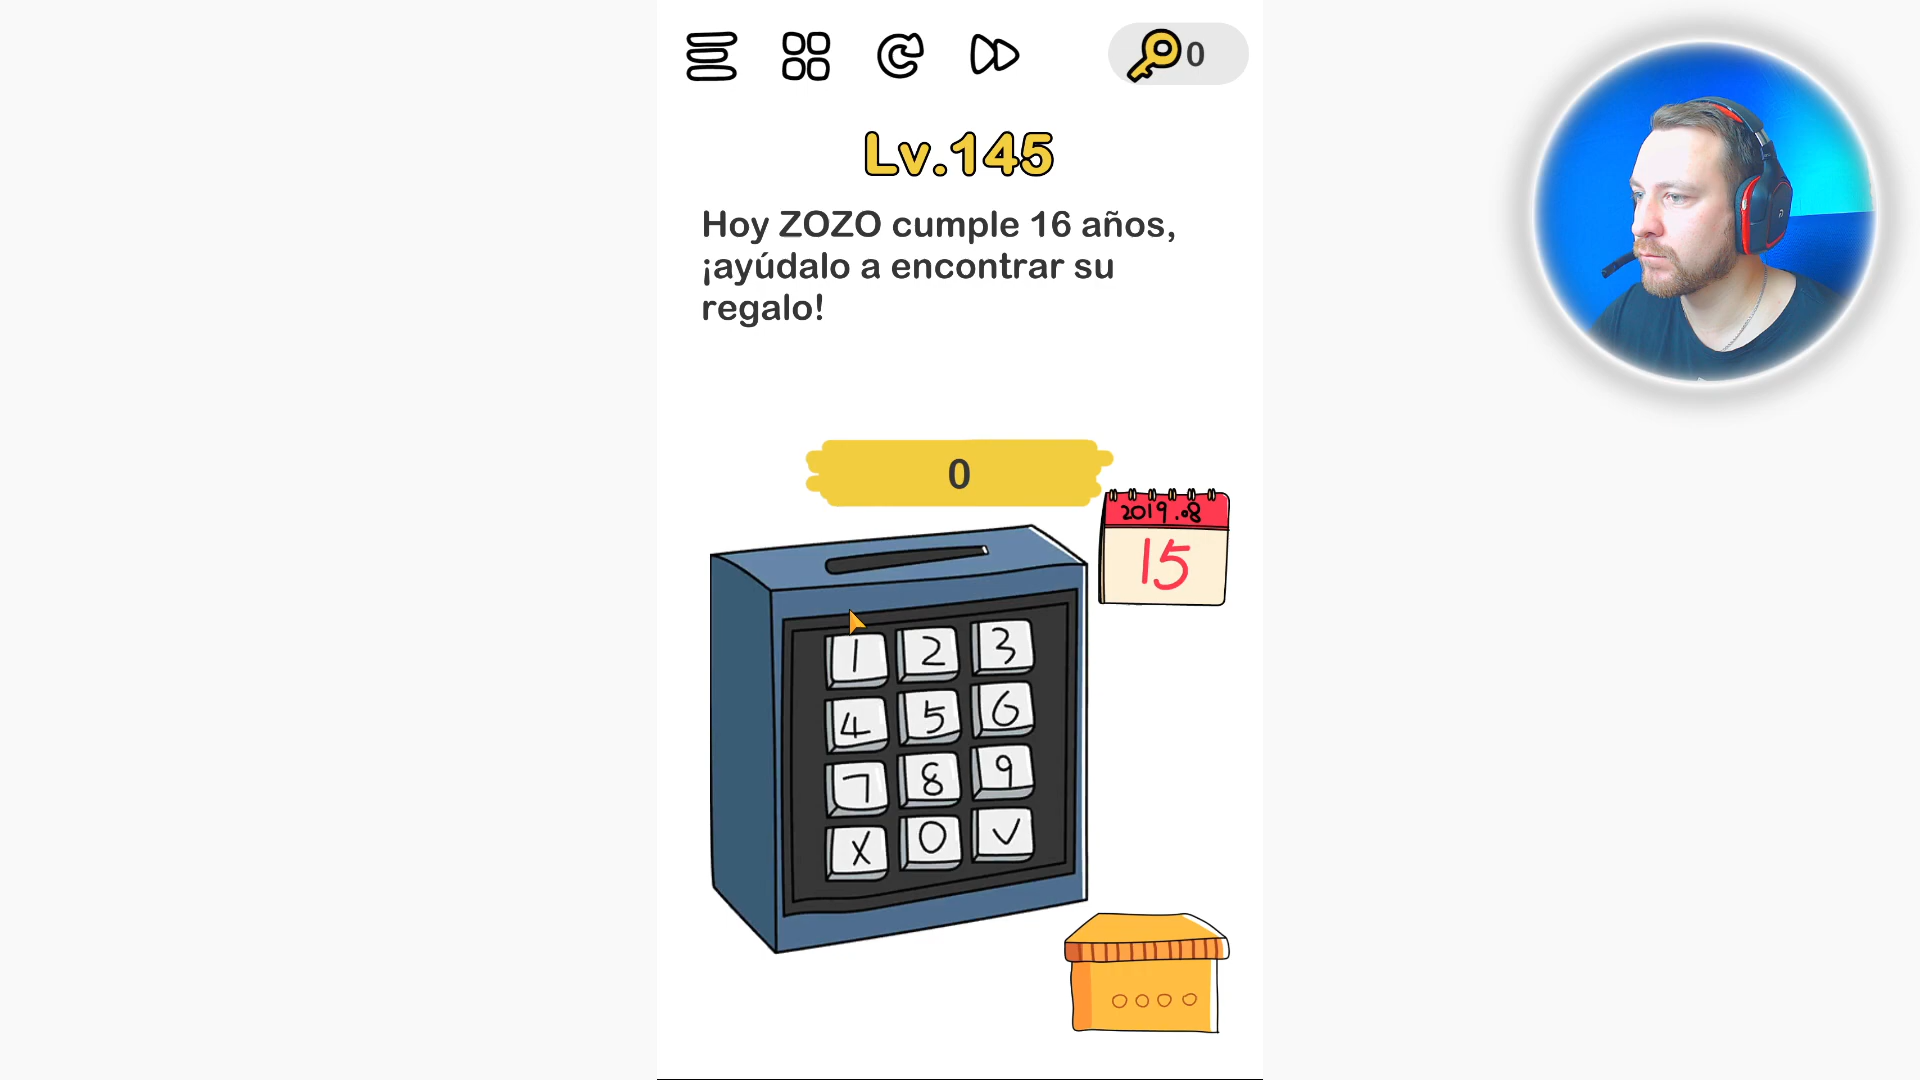 0
Lv.145
Hoy ZOZO cumple 16 años,
¡ayúdalo a encontrar su
regalo!
0
2019.08
15
1 2 3
4 5 6
7 8 9
X 0 V